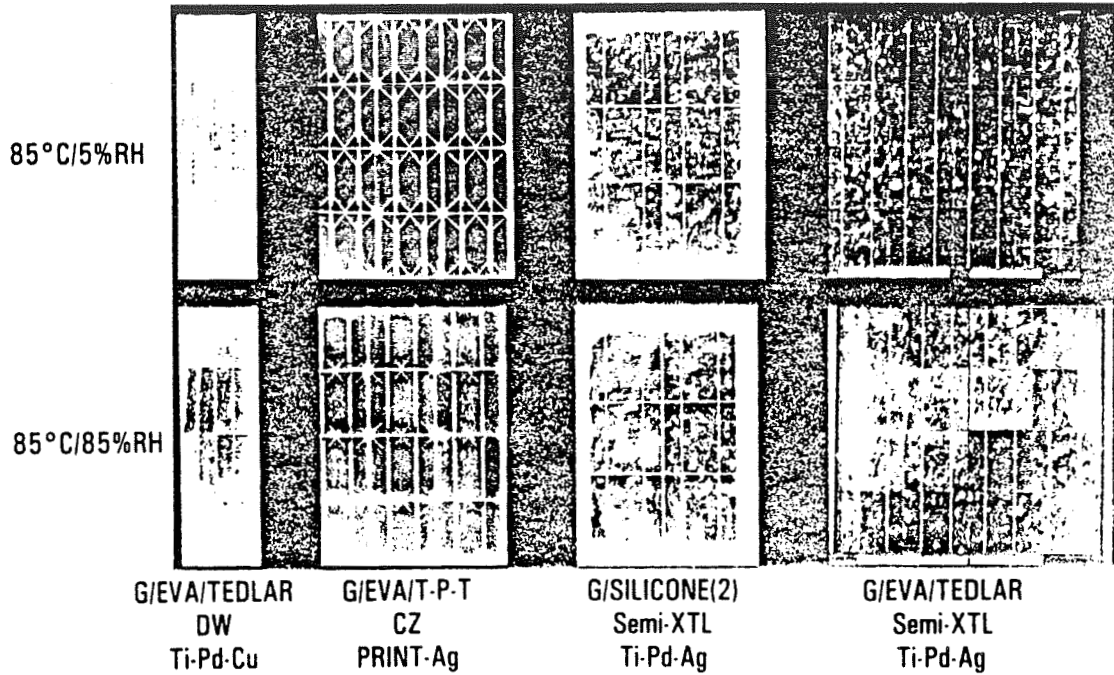 85°C/5%RH
85°C/85%RH
G/EVA/TEDLAR
DW
Ti-Pd-Cu
G/EVA/T-P-T
CZ
PRINT-Ag
G/SILICONE(2)
Semi-XTL
Ti-Pd-Ag
G/EVA/TEDLAR
Semi-XTL
Ti-Pd-Ag